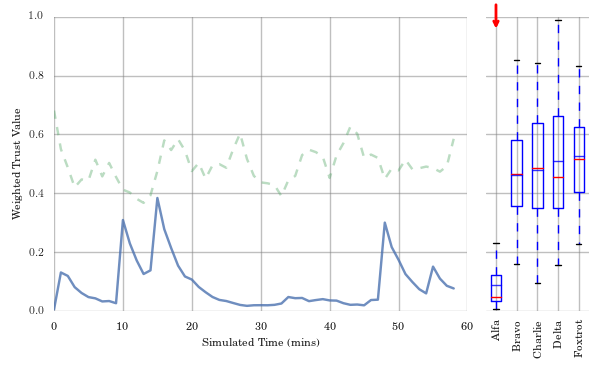 1.0
0.8
0.6
0.4
0.2
0.0
Weighted Trust Value
0 10 20 30 40 50 60
Simulated Time (mins)
Alfa
Bravo
Charlie
Delta
Foxtrot